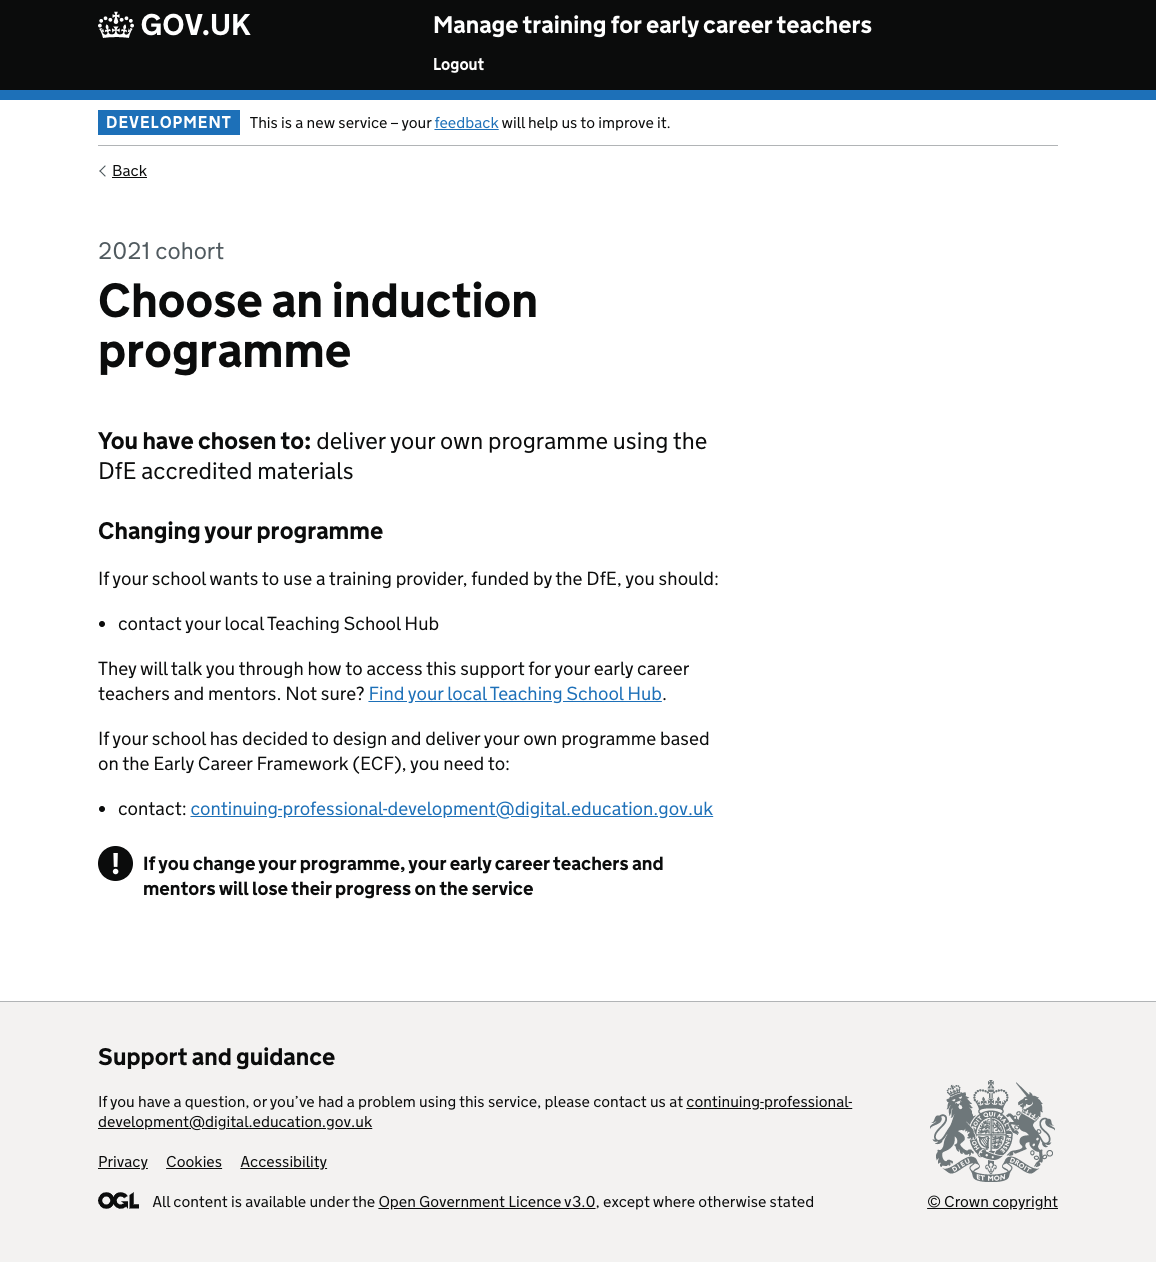 GOV.UK
Manage training for early career teachers
Logout
DEVELOPMENT This is a new service – your feedback will help us to improve it.
Back
2021 cohort
Choose an induction
programme
You have chosen to: deliver your own programme using the
DfE accredited materials
Changing your programme
If your school wants to use a training provider, funded by the DfE, you should:
• contact your local Teaching School Hub
They will talk you through how to access this support for your early career
teachers and mentors. Not sure? Find your local Teaching School Hub.
If your school has decided to design and deliver your own programme based
on the Early Career Framework (ECF), you need to:
• contact: continuing-professional-development@digital.education.gov.uk
! If you change your programme, your early career teachers and
mentors will lose their progress on the service
Support and guidance
If you have a question, or you’ve had a problem using this service, please contact us at continuing-professional-
development@digital.education.gov.uk
Privacy Cookies Accessibility
OGL All content is available under the Open Government Licence v3.0, except where otherwise stated
DIEU ET MON DROIT
© Crown copyright